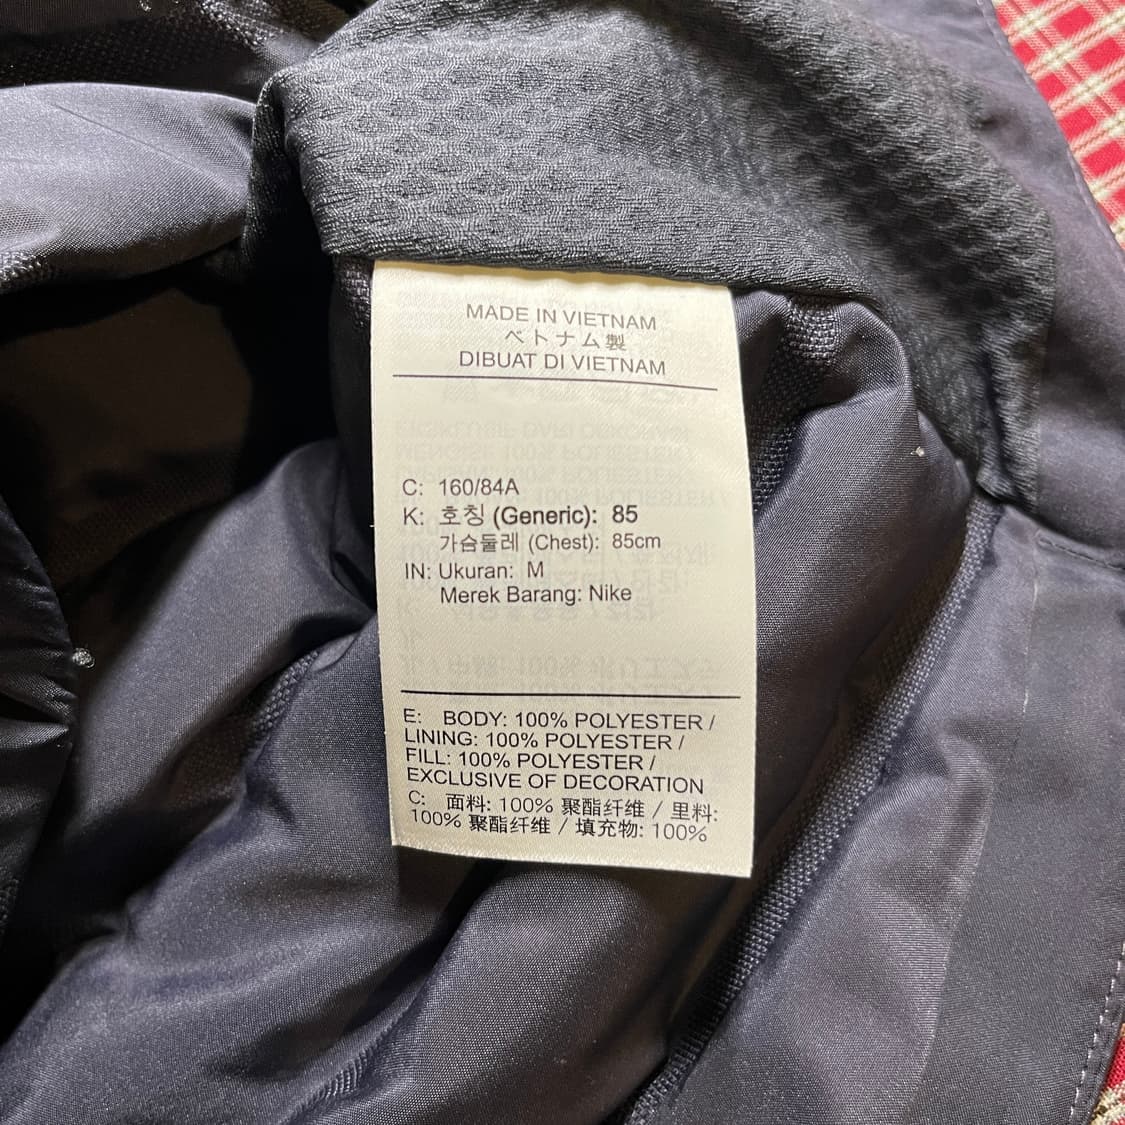 MADE IN VIETNAM
ベトナム製
DIBUAT DI VIETNAM
C: 160/84A
K: 호칭 (Generic): 85
가슴둘레 (Chest): 85cm
IN: Ukuran: M
Merek Barang: Nike
E: BODY: 100% POLYESTER /
LINING: 100% POLYESTER /
FILL: 100% POLYESTER /
EXCLUSIVE OF DECORATION
C: 面料: 100% 聚酯纤维 / 里料:
100% 聚酯纤维 / 填充物: 100%